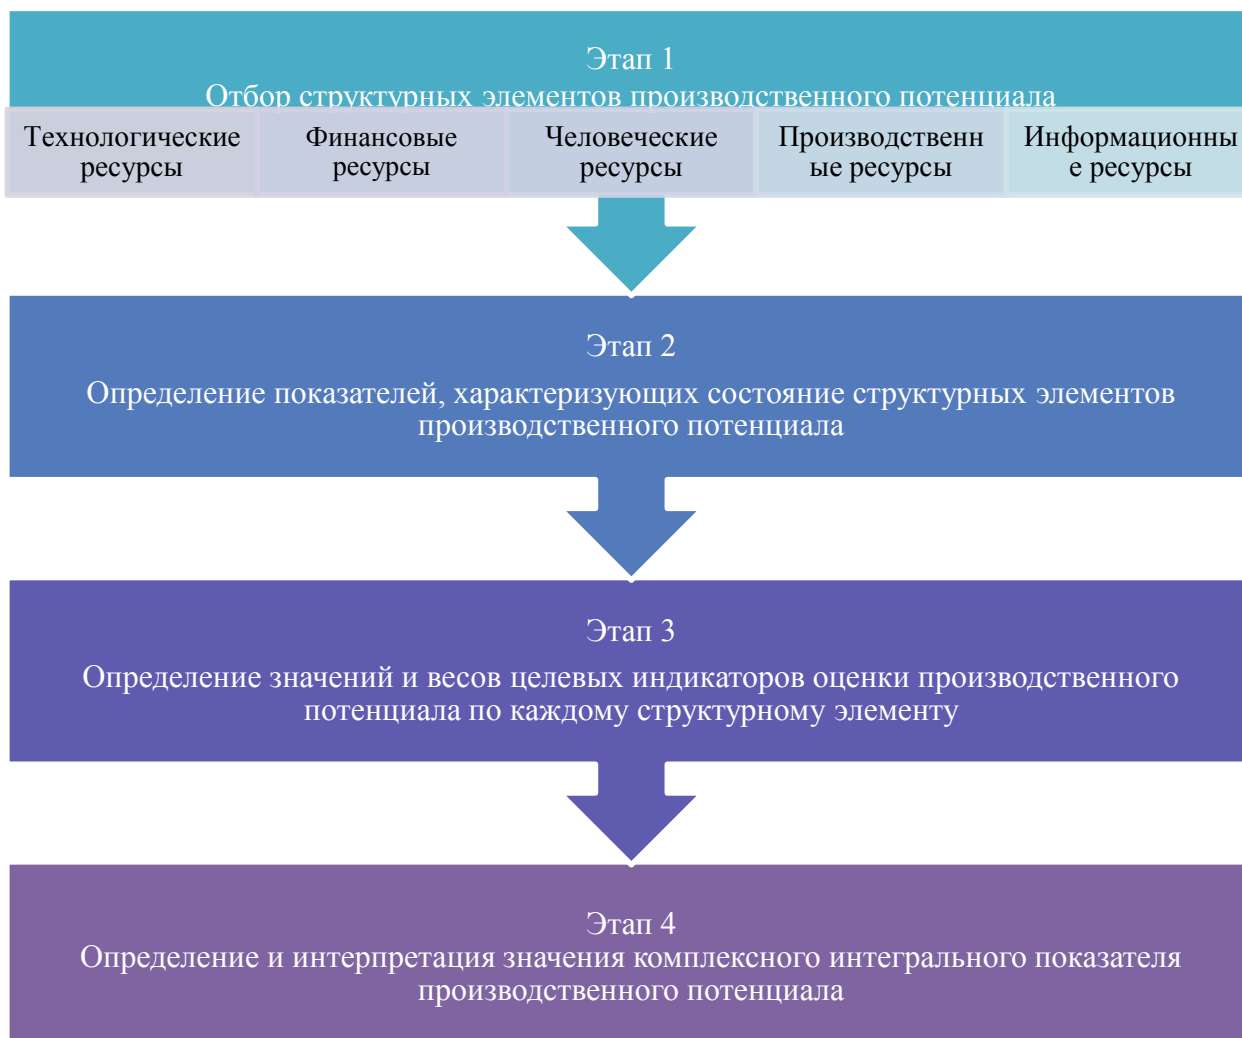 Этап 1
Отбор структурных элементов производственного потенциала
Технологические
ресурсы
Финансовые
ресурсы
Человеческие
ресурсы
Производственн
ые ресурсы
Информационны
е ресурсы
Этап 2
Определение показателей, характеризующих состояние структурных элементов
производственного потенциала
Этап 3
Определение значений и весов целевых индикаторов оценки производственного
потенциала по каждому структурному элементу
Этап 4
Определение и интерпретация значения комплексного интегрального показателя
производственного потенциала